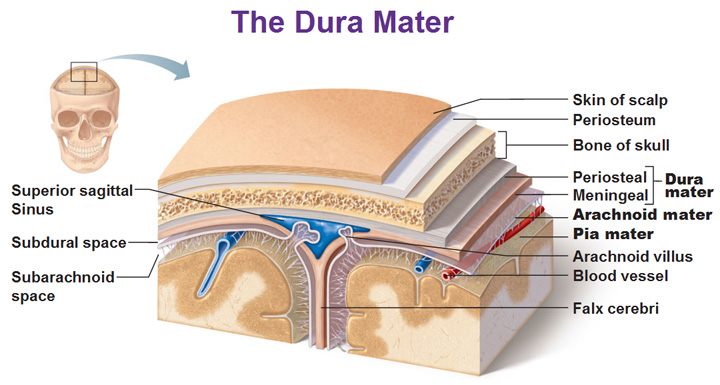 The Dura Mater
Skin of scalp
Periosteum
Bone of skull
Periosteal
Meningeal
Dura
mater
Arachnoid mater
Pia mater
Arachnoid villus
Blood vessel
Falx cerebri
Superior sagittal
Sinus
Subdural space
Subarachnoid
space